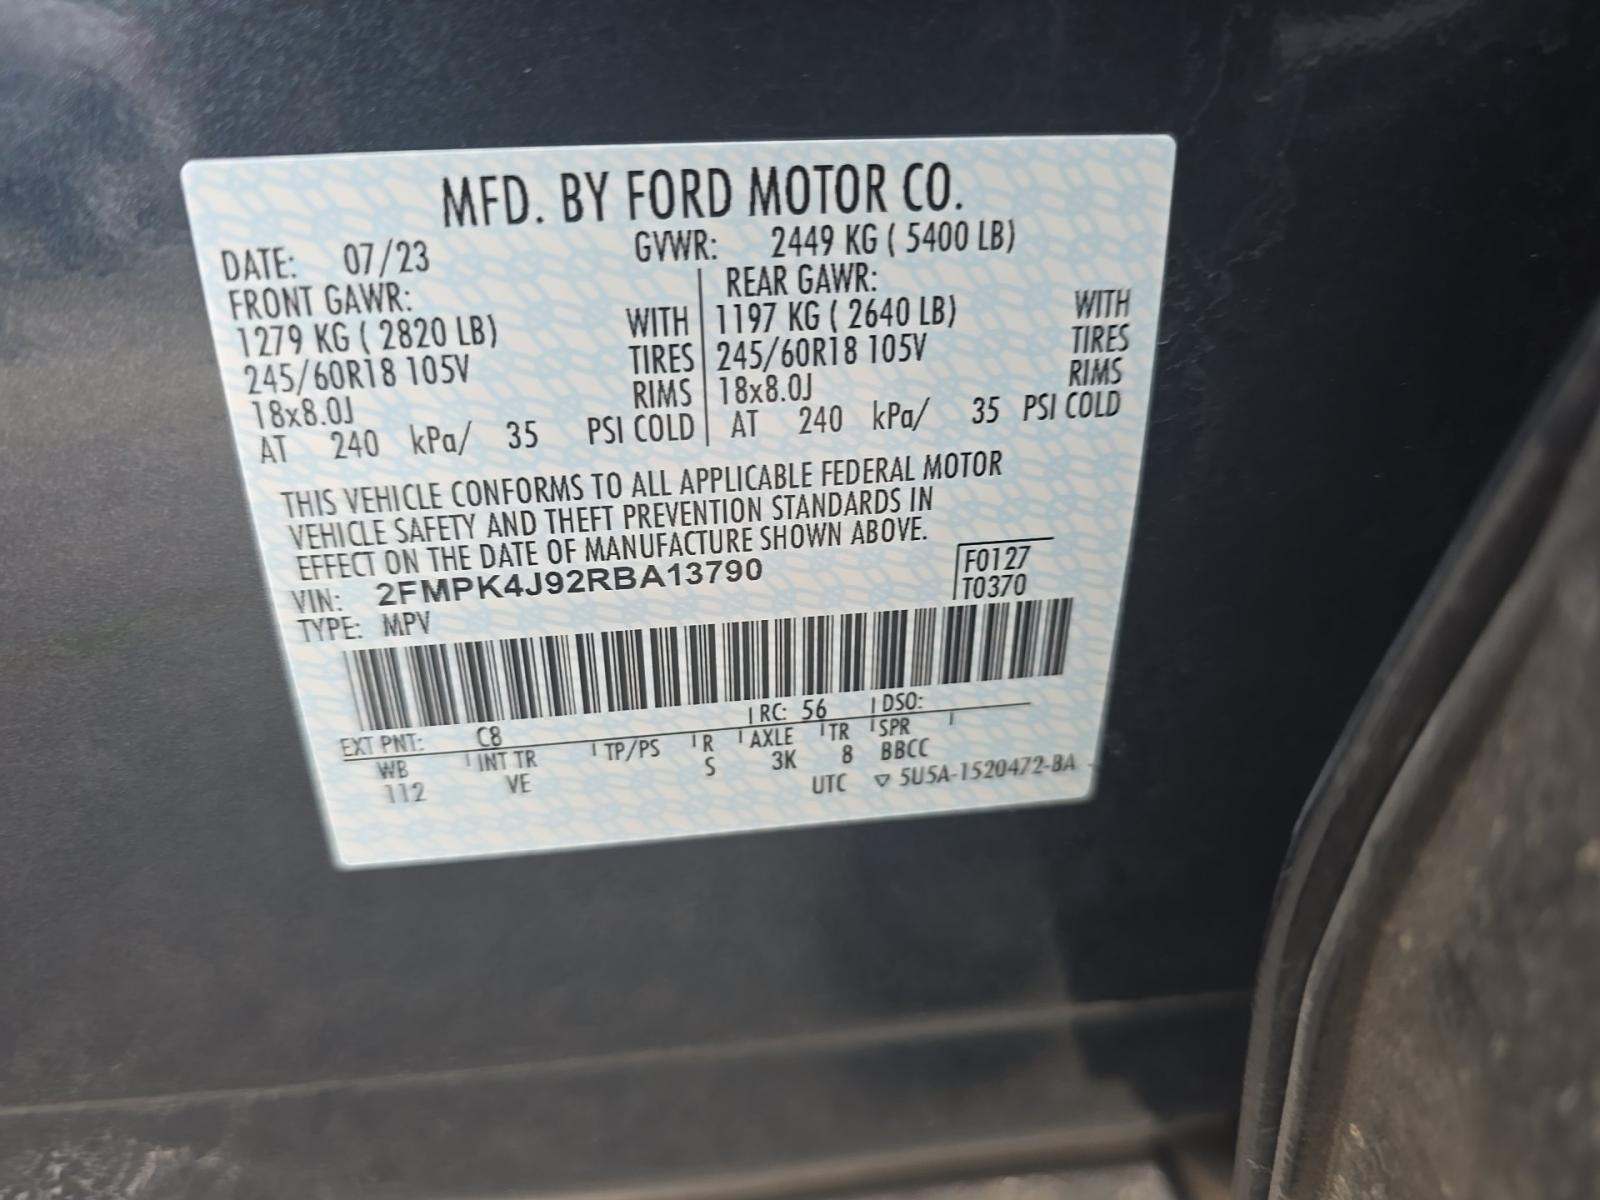 MFD. BY FORD MOTOR CO.
DATE: 07/23 GVWR: 2449 KG ( 5400 LB)
FRONT GAWR: REAR GAWR:
1279 KG ( 2820 LB) WITH 1197 KG ( 2640 LB) WITH
245/60R18 105V TIRES 245/60R18 105V TIRES
18x8.0J RIMS 18x8.0J RIMS
AT 240 kPa/ 35 PSI COLD AT 240 kPa/ 35 PSI COLD
THIS VEHICLE CONFORMS TO ALL APPLICABLE FEDERAL MOTOR
VEHICLE SAFETY AND THEFT PREVENTION STANDARDS IN
EFFECT ON THE DATE OF MANUFACTURE SHOWN ABOVE.
VIN: 2FMPK4J92RBA13790 F0127
TYPE: MPV T0370
EXT PNT: C8 RC: 56 DSO:
WB INT TR TP/PS R AXLE TR SPR
112 VE S 3K 8 BBCC
UTC ▽ 5U5A-1520472-BA